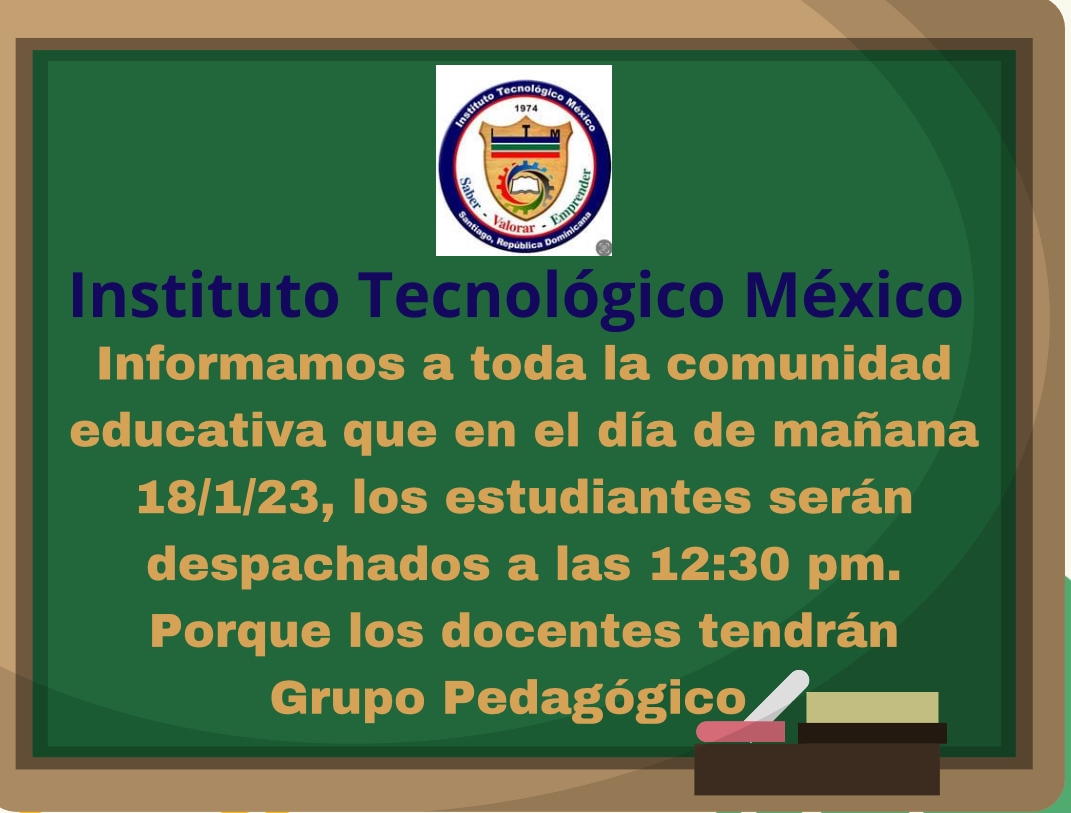 Instituto Tecnológico México
1974
I T M
Saber - Valorar - Emprender
Santiago, República Dominicana
Instituto Tecnológico México
Informamos a toda la comunidad
educativa que en el día de mañana
18/1/23, los estudiantes serán
despachados a las 12:30 pm.
Porque los docentes tendrán
Grupo Pedagógico